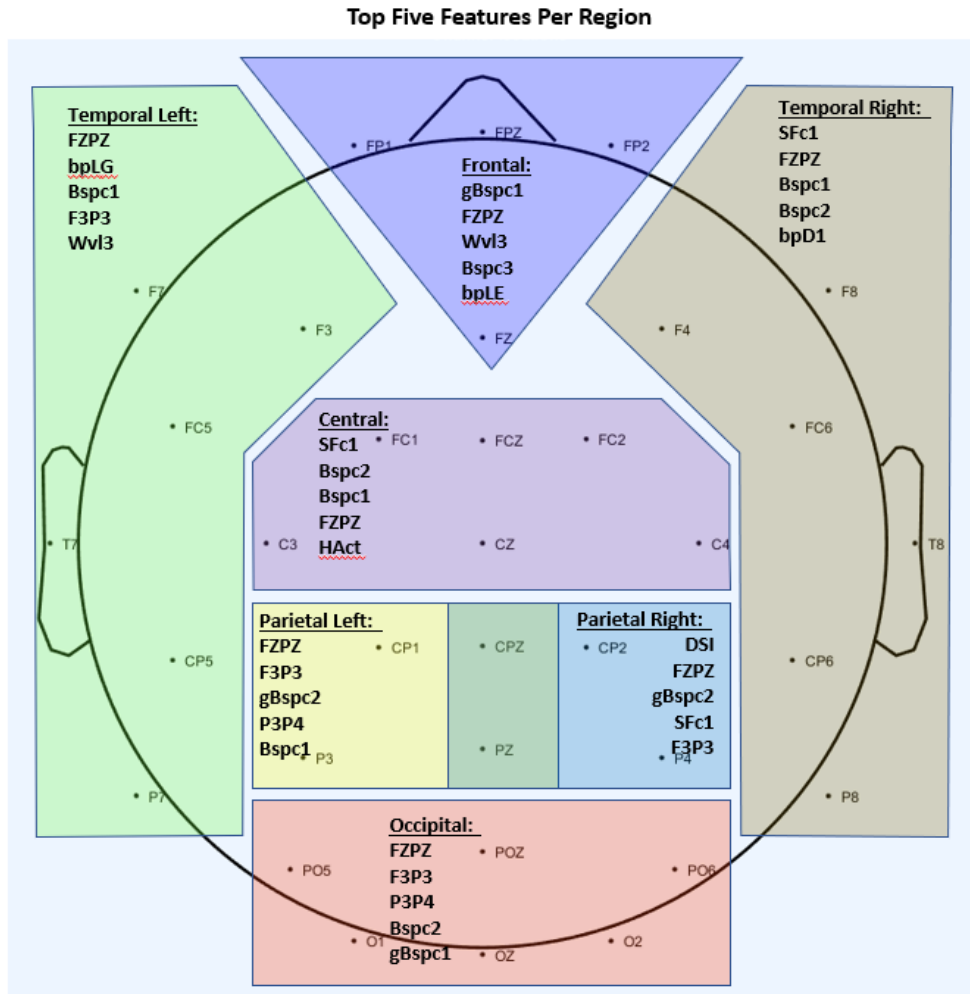 Top Five Features Per Region
Temporal Left:
FZPZ
bpLG
Bspc1
F3P3
Wvl3
FP1
FPZ
FP2
Frontal:
gBspc1
FZPZ
Wvl3
Bspc3
bpLE
FZ
Temporal Right:
SFc1
FZPZ
Bspc1
Bspc2
bpD1
F7
F3
F4
F8
FC5
FC6
Central:
SFc1
Bspc2
Bspc1
FZPZ
HAct
FC1
FCZ
FC2
T7
C3
CZ
C4
T8
Parietal Left:
FZPZ
F3P3
gBspc2
P3P4
Bspc1
CP5
CP1
CPZ
CP2
CP6
Parietal Right:
DSI
FZPZ
gBspc2
SFc1
F3P3
P7
P3
PZ
P4
P8
Occipital:
FZPZ
F3P3
P3P4
Bspc2
gBspc1
PO5
POZ
PO6
O1
OZ
O2